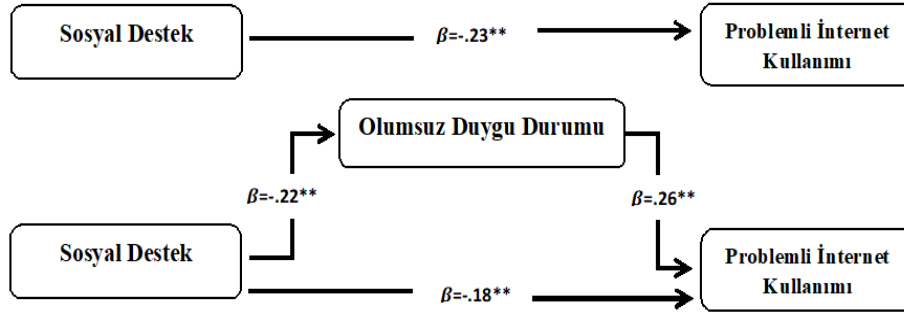 Sosyal Destek
β=-.23**
Problemli İnternet
Kullanımı
Olumsuz Duygu Durumu
β=-.22**
β=.26**
Sosyal Destek
Problemli İnternet
Kullanımı
β=-.18**